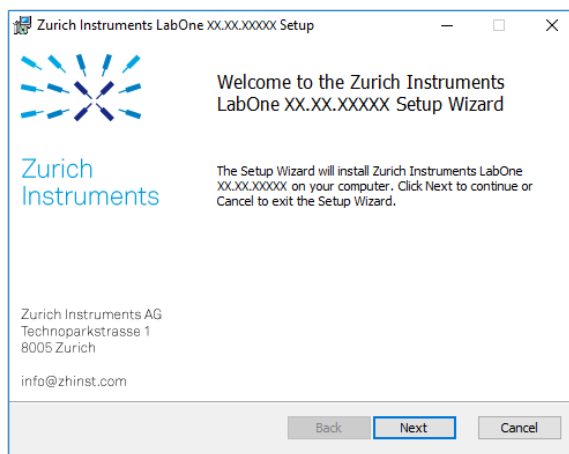 Zurich Instruments LabOne XX.XX.XXXXX Setup
Welcome to the Zurich Instruments
LabOne XX.XX.XXXXX Setup Wizard
Zurich
Instruments
The Setup Wizard will install Zurich Instruments LabOne
XX.XX.XXXXX on your computer. Click Next to continue or
Cancel to exit the Setup Wizard.
Zurich Instruments AG
Technoparkstrasse 1
8005 Zurich
info@zhinst.com
Back Next Cancel